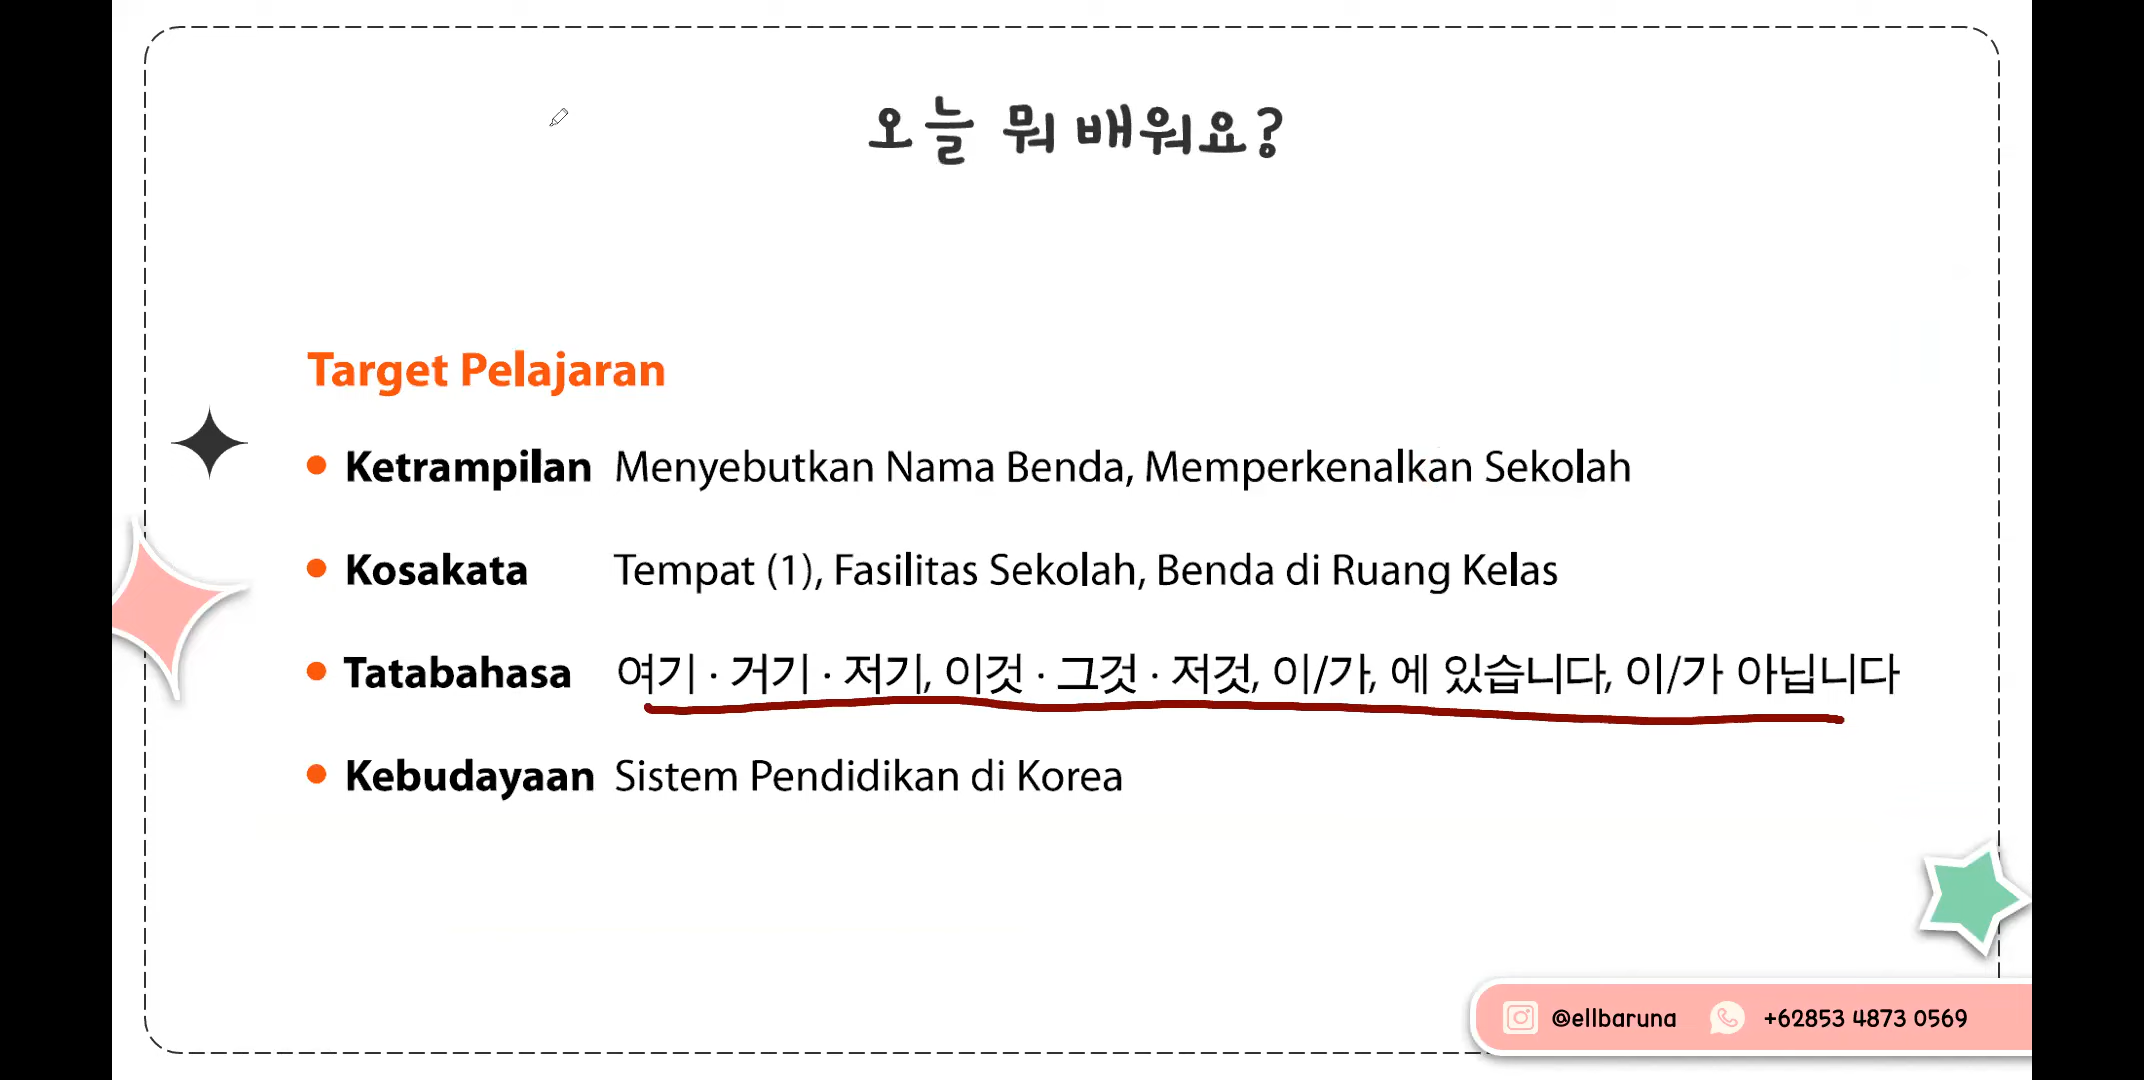 오늘 뭐 배워요?
Target Pelajaran
• Ketrampilan Menyebutkan Nama Benda, Memperkenalkan Sekolah
• Kosakata Tempat (1), Fasilitas Sekolah, Benda di Ruang Kelas
• Tatabahasa 여기 · 거기 · 저기, 이것 · 그것 · 저것, 이/가, 에 있습니다, 이/가 아닙니다
• Kebudayaan Sistem Pendidikan di Korea
@ellbaruna +62853 4873 0569